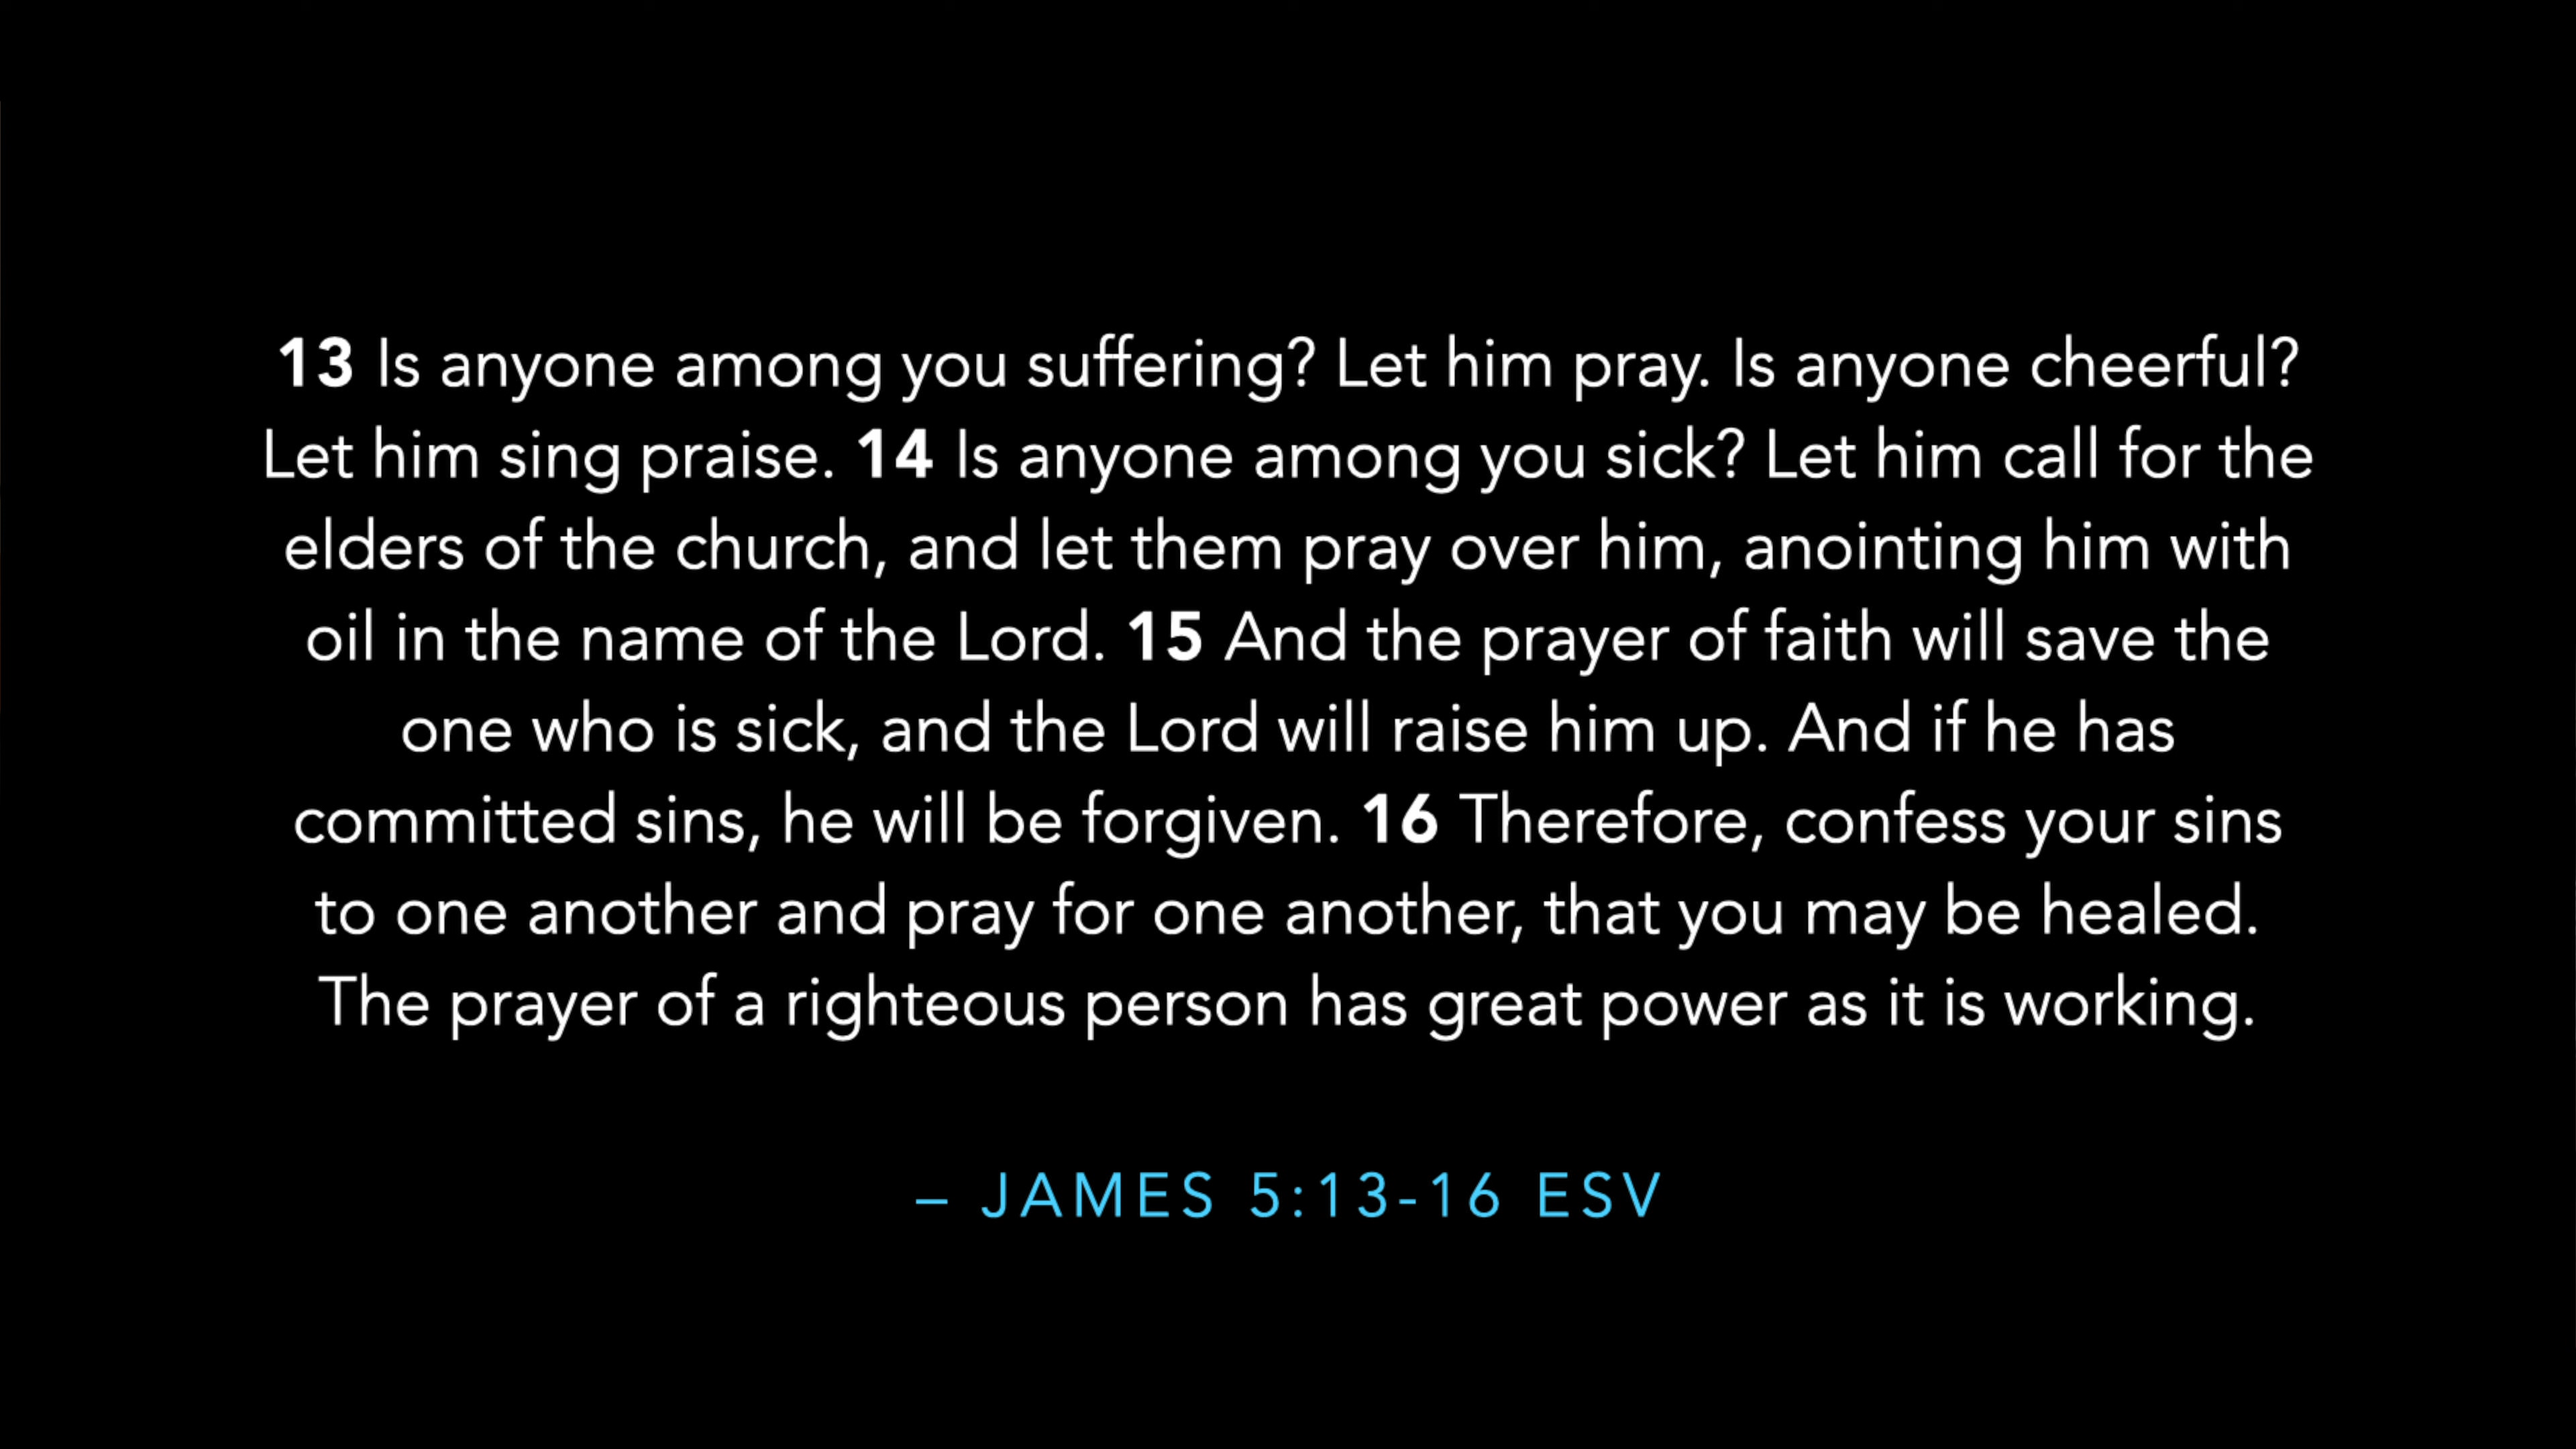 13 Is anyone among you suffering? Let him pray. Is anyone cheerful?
Let him sing praise. 14 Is anyone among you sick? Let him call for the
elders of the church, and let them pray over him, anointing him with
oil in the name of the Lord. 15 And the prayer of faith will save the
one who is sick, and the Lord will raise him up. And if he has
committed sins, he will be forgiven. 16 Therefore, confess your sins
to one another and pray for one another, that you may be healed.
The prayer of a righteous person has great power as it is working.
– JAMES 5:13-16 ESV